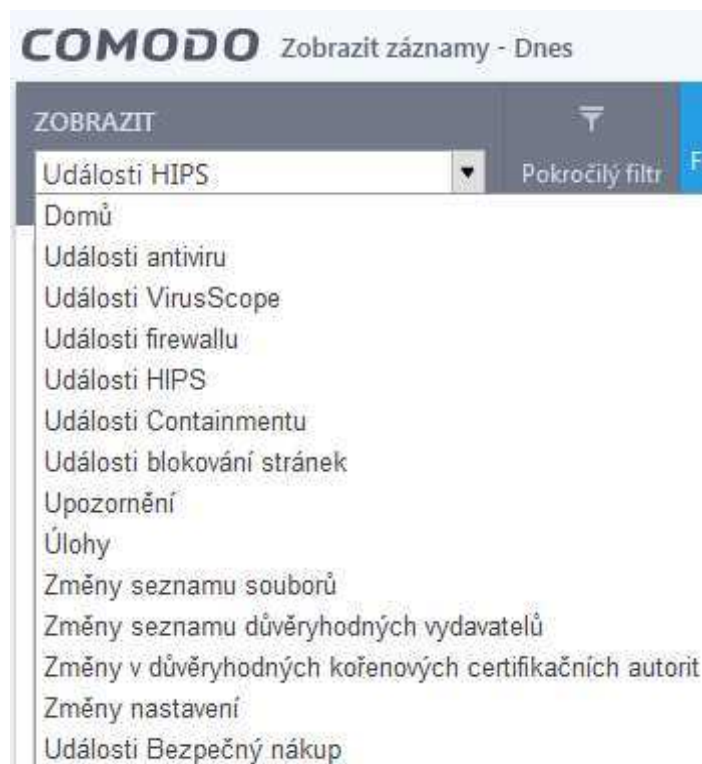 COMODO Zobrazit záznamy - Dnes
ZOBRAZIT
Události HIPS
Pokročilý filtr
F
Domů
Události antiviru
Události VirusScope
Události firewallu
Události HIPS
Události Containmentu
Události blokování stránek
Upozornění
Úlohy
Změny seznamu souborů
Změny seznamu důvěryhodných vydavatelů
Změny v důvěryhodných kořenových certifikačních autorit
Změny nastavení
Události Bezpečný nákup